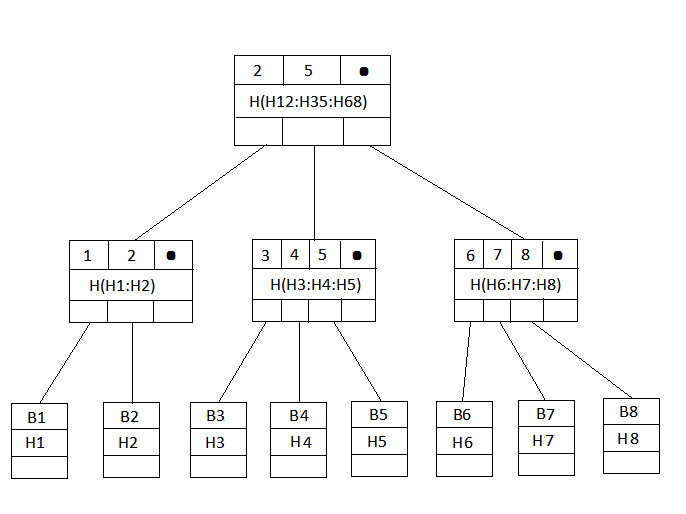 2 5 ●
H(H12:H35:H68)
1 2 ●
H(H1:H2)
3 4 5 ●
H(H3:H4:H5)
6 7 8 ●
H(H6:H7:H8)
B1 B2 B3 B4 B5 B6 B7 B8
H1 H2 H3 H4 H5 H6 H7 H8